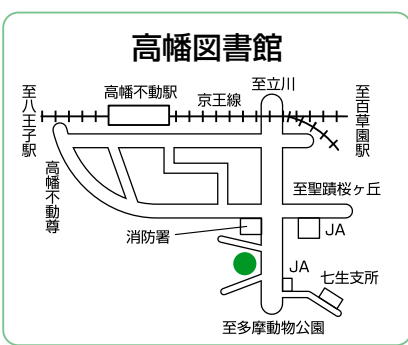 高幡図書館
至立川
高幡不動駅
京王線
至八王子駅
至百草園駅
高幡不動尊
至聖蹟桜ヶ丘
消防署
JA
JA
七生支所
至多摩動物公園